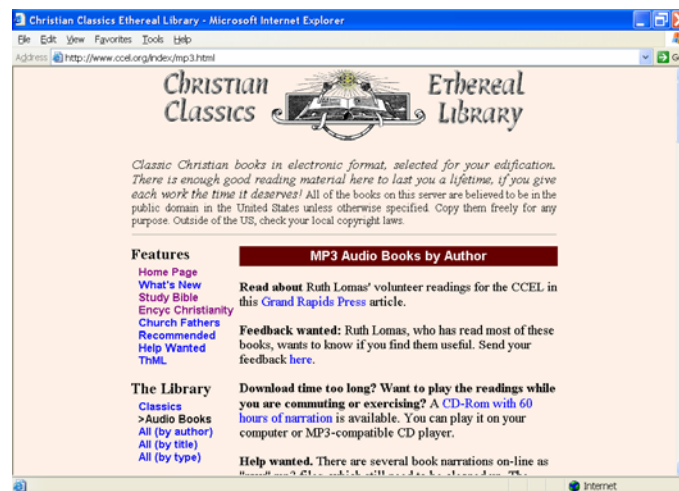 Christian Classics Ethereal Library - Microsoft Internet Explorer
File Edit View Favorites Tools Help
Address http://www.ccel.org/index/mp3.html
Christian Ethereal
Classics Library
Classic Christian books in electronic format, selected for your edification.
There is enough good reading material here to last you a lifetime, if you give
each work the time it deserves! All of the books on this server are believed to be in the
public domain in the United States unless otherwise specified. Copy them freely for any
purpose. Outside of the US, check your local copyright laws.
Features
Home Page
What's New
Study Bible
Encyc Christianity
Church Fathers
Recommended
Help Wanted
ThML
The Library
Classics
>Audio Books
All (by author)
All (by title)
All (by type)
MP3 Audio Books by Author
Read about Ruth Lomas' volunteer readings for the CCEL in
this Grand Rapids Press article.
Feedback wanted: Ruth Lomas, who has read most of these
books, wants to know if you find them useful. Send your
feedback here.
Download time too long? Want to play the readings while
you are commuting or exercising? A CD-Rom with 60
hours of narration is available. You can play it on your
computer or MP3-compatible CD player.
Help wanted. There are several book narrations on-line as
Internet